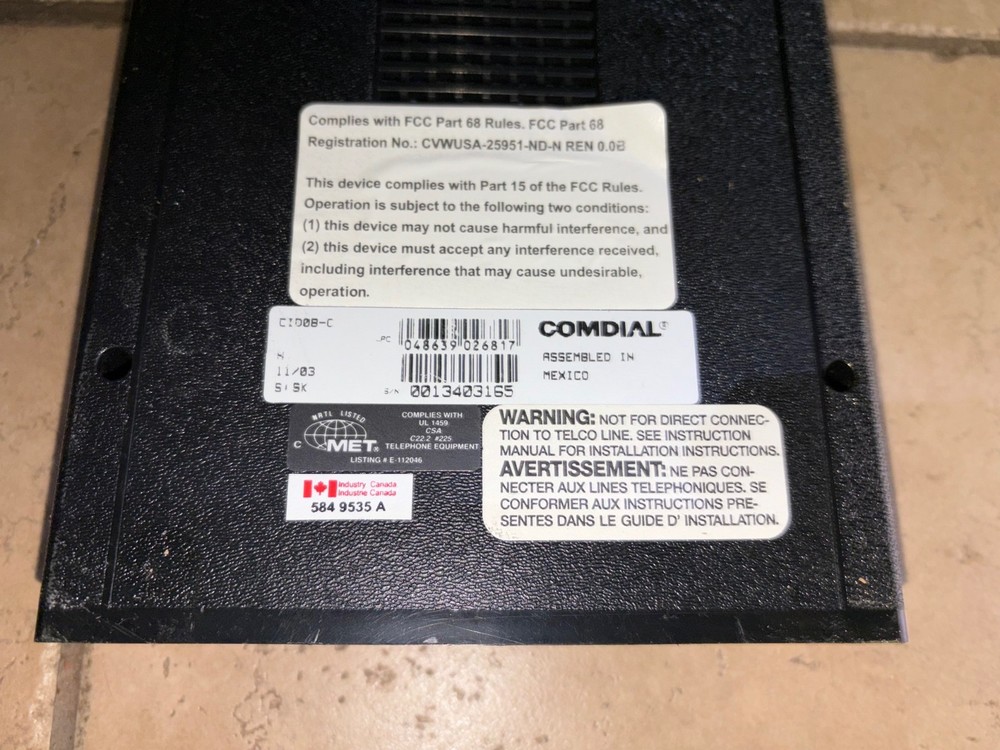 Complies with FCC Part 68 Rules. FCC Part 68
Registration No.: CVWUSA-25951-ND-N REN 0.0B
This device complies with Part 15 of the FCC Rules.
Operation is subject to the following two conditions:
(1) this device may not cause harmful interference, and
(2) this device must accept any interference received,
including interference that may cause undesirable,
operation.
CID08-C
11/03
048639 026817
S/N 0013403165
COMDIAL®
ASSEMBLED IN
MEXICO
NRTL LISTED
C MET®
COMPLIES WITH
UL 1459
CSA
C22.2 #225
TELEPHONE EQUIPMENT
LISTING # E-112046
Industry Canada
Industrie Canada
584 9535 A
WARNING: NOT FOR DIRECT CONNEC-
TION TO TELCO LINE. SEE INSTRUCTION
MANUAL FOR INSTALLATION INSTRUCTIONS.
AVERTISSEMENT: NE PAS CON-
NECTER AUX LINES TELEPHONIQUES. SE
CONFORMER AUX INSTRUCTIONS PRE-
SENTES DANS LE GUIDE D' INSTALLATION.